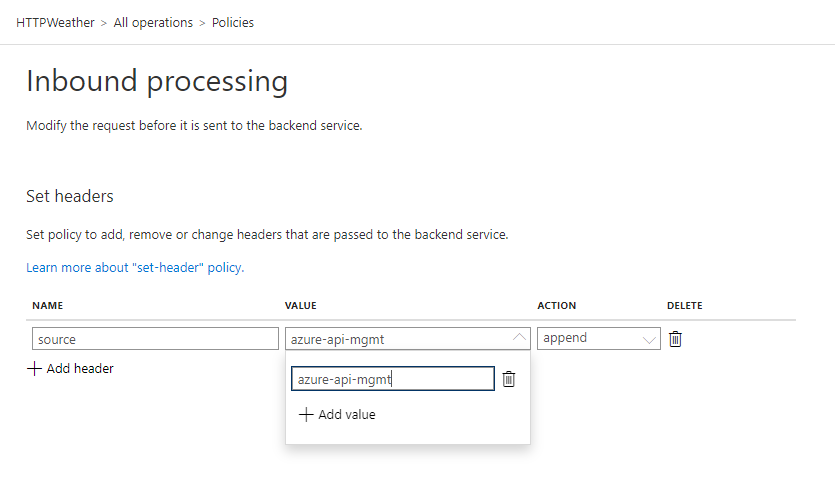 HTTPWeather > All operations > Policies
Inbound processing
Modify the request before it is sent to the backend service.
Set headers
Set policy to add, remove or change headers that are passed to the backend service.
Learn more about "set-header" policy.
NAME VALUE ACTION DELETE
source azure-api-mgmt append
Add header
azure-api-mgmt
Add value